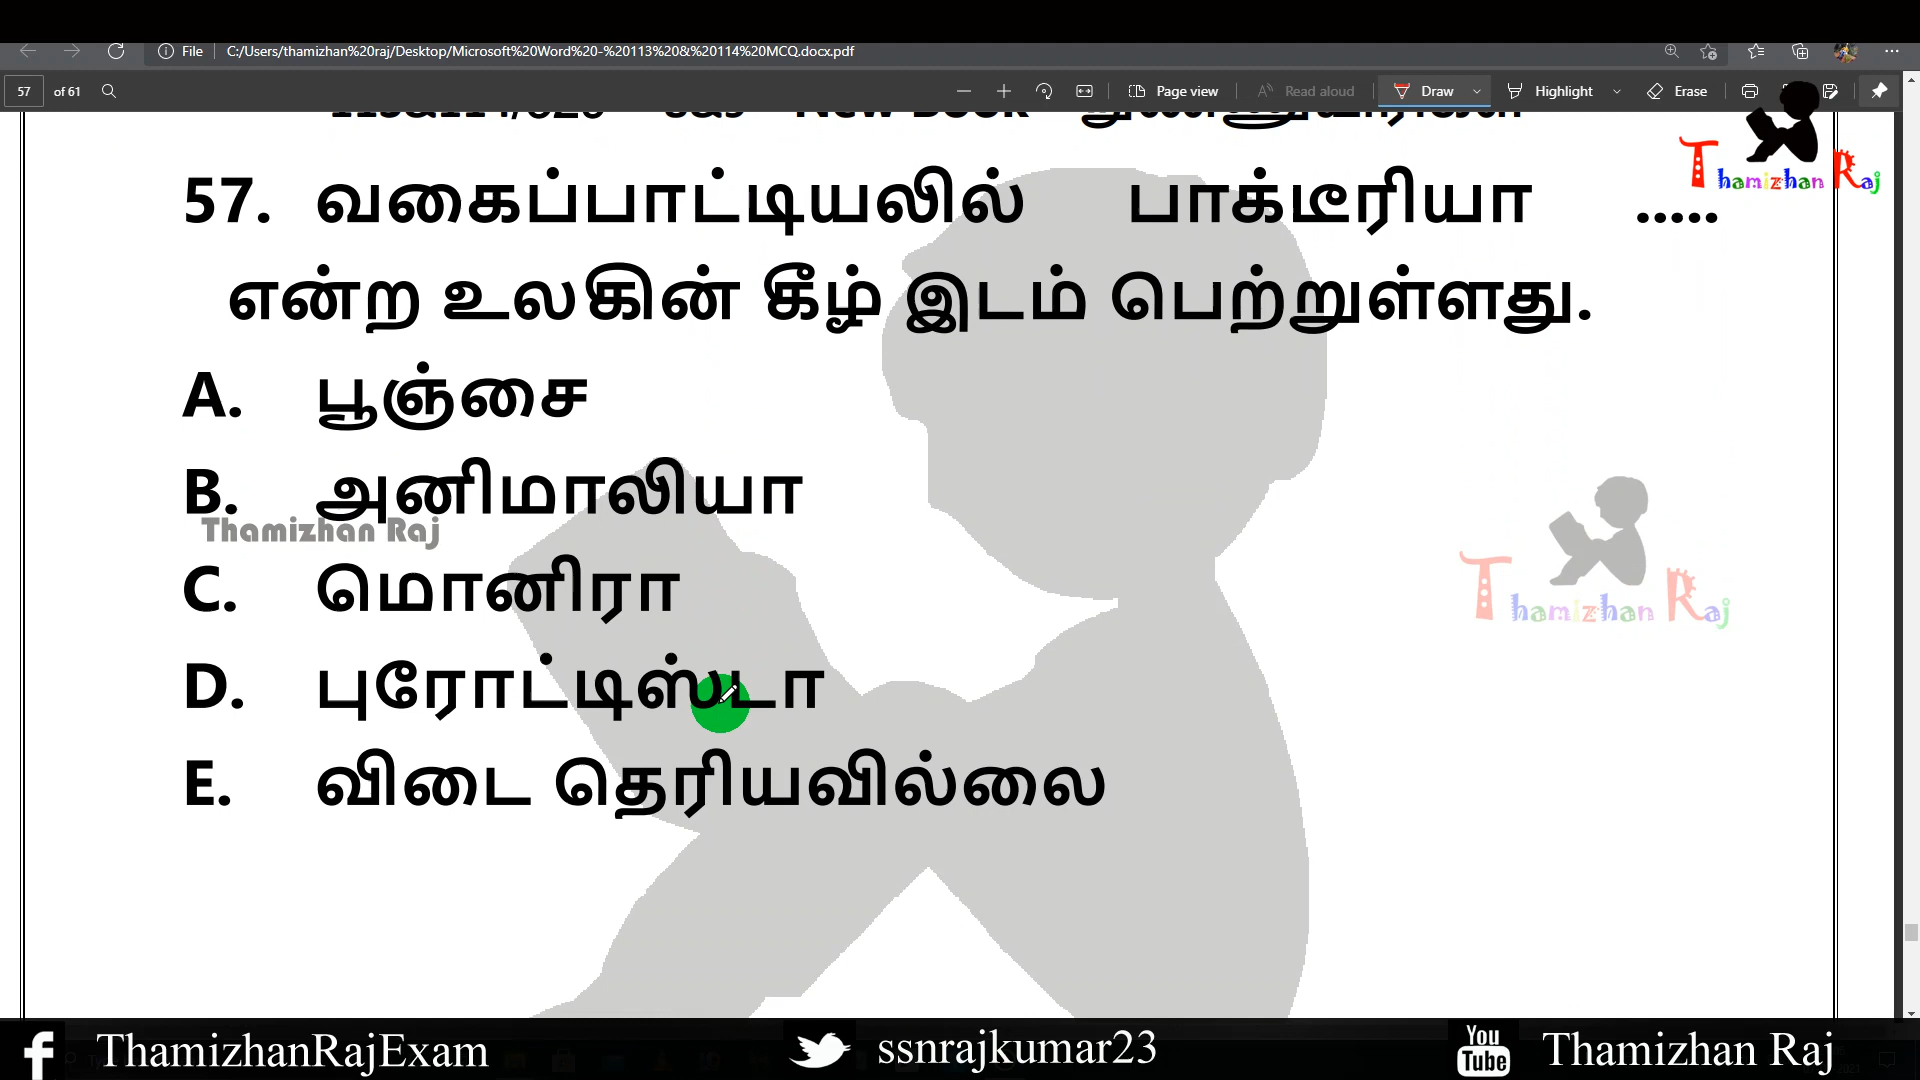 File C:/Users/thamizhan%20raj/Desktop/Microsoft%20Word%20-%20113%20&%20114%20MCQ.docx.pdf
57 of 61 Page view Read aloud Draw Highlight Erase
New Book
Thamizhan Raj
57. வகைப்பாட்டியலில் பாக்டீரியா .....
என்ற உலகின் கீழ் இடம் பெற்றுள்ளது.
A. பூஞ்சை
B. அனிமாலியா
Thamizhan Raj
C. மொனிரா
Thamizhan Raj
D. புரோட்டிஸ்டா
E. விடை தெரியவில்லை
ThamizhanRajExam ssnrajkumar23 You Tube Thamizhan Raj